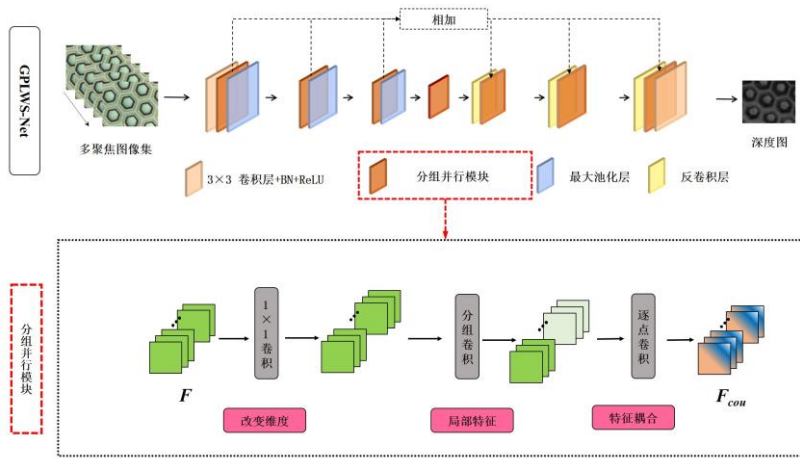 相加
GPLWS-Net
多聚焦图像集
深度图
3×3 卷积层+BN+ReLU
分组并行模块
最大池化层
反卷积层
分组并行模块
1×1卷积
分组卷积
逐点卷积
F
F_cou
改变维度
局部特征
特征耦合